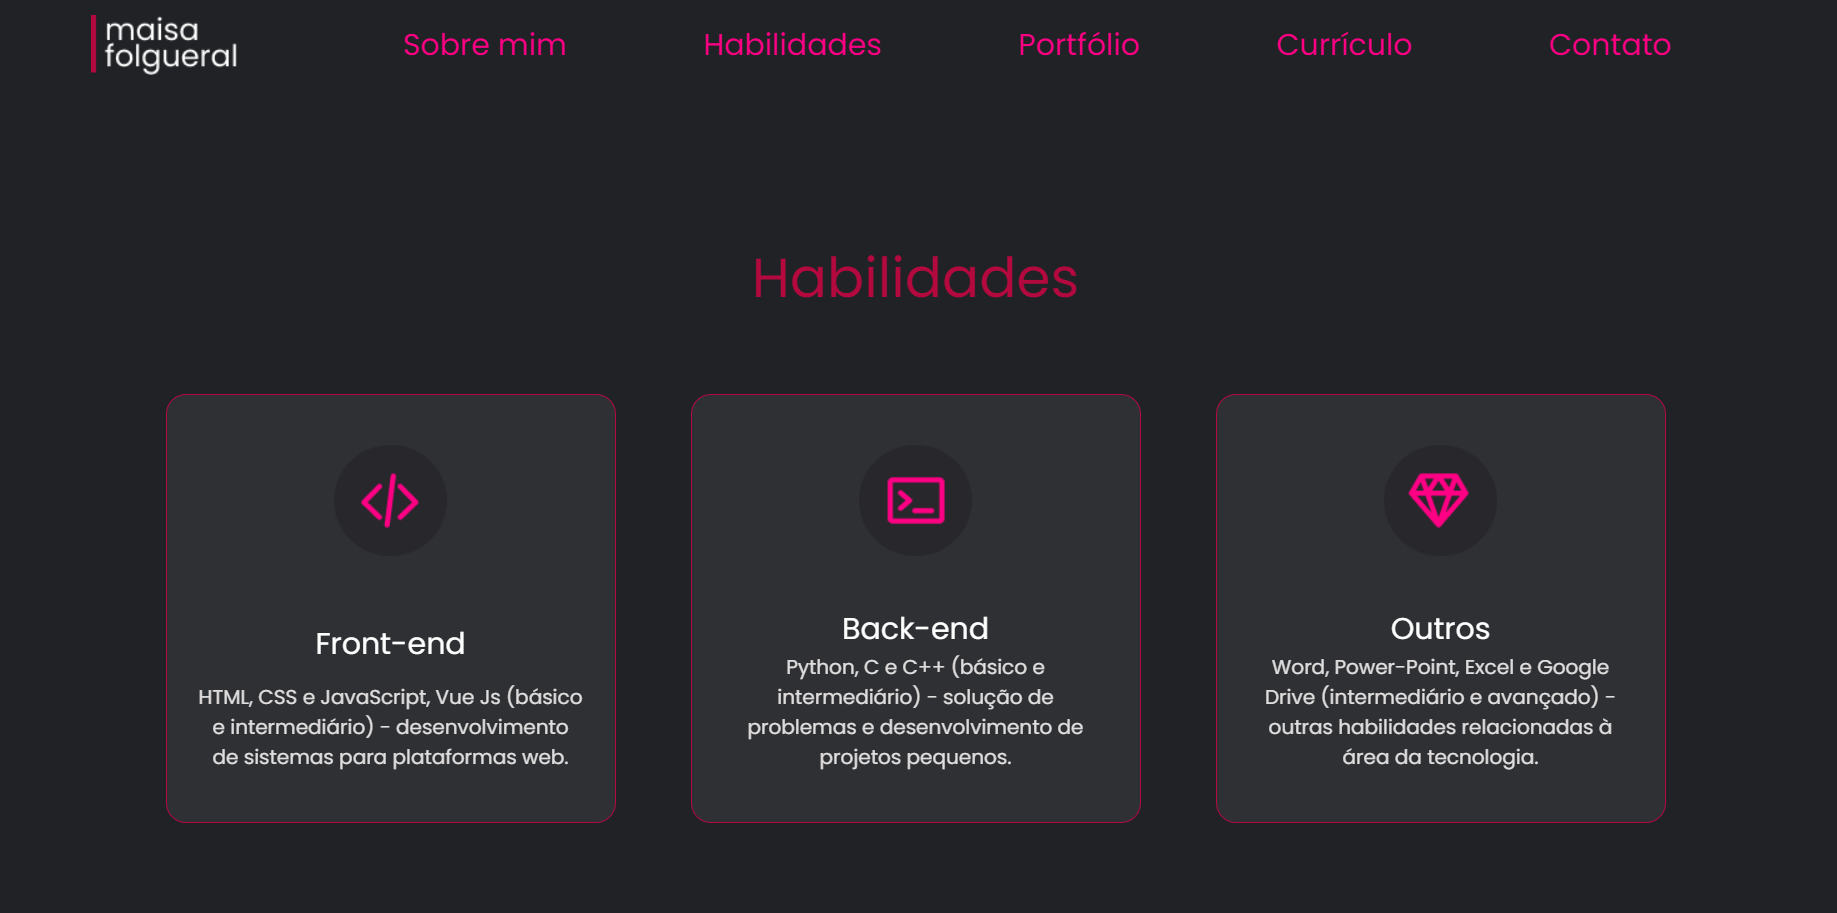 maisa
folgueral
Sobre mim
Habilidades
Portfólio
Currículo
Contato
Habilidades
Front-end
HTML, CSS e JavaScript, Vue Js (básico
e intermediário) - desenvolvimento
de sistemas para plataformas web.
Back-end
Python, C e C++ (básico e
intermediário) - solução de
problemas e desenvolvimento de
projetos pequenos.
Outros
Word, Power-Point, Excel e Google
Drive (intermediário e avançado) -
outras habilidades relacionadas à
área da tecnologia.